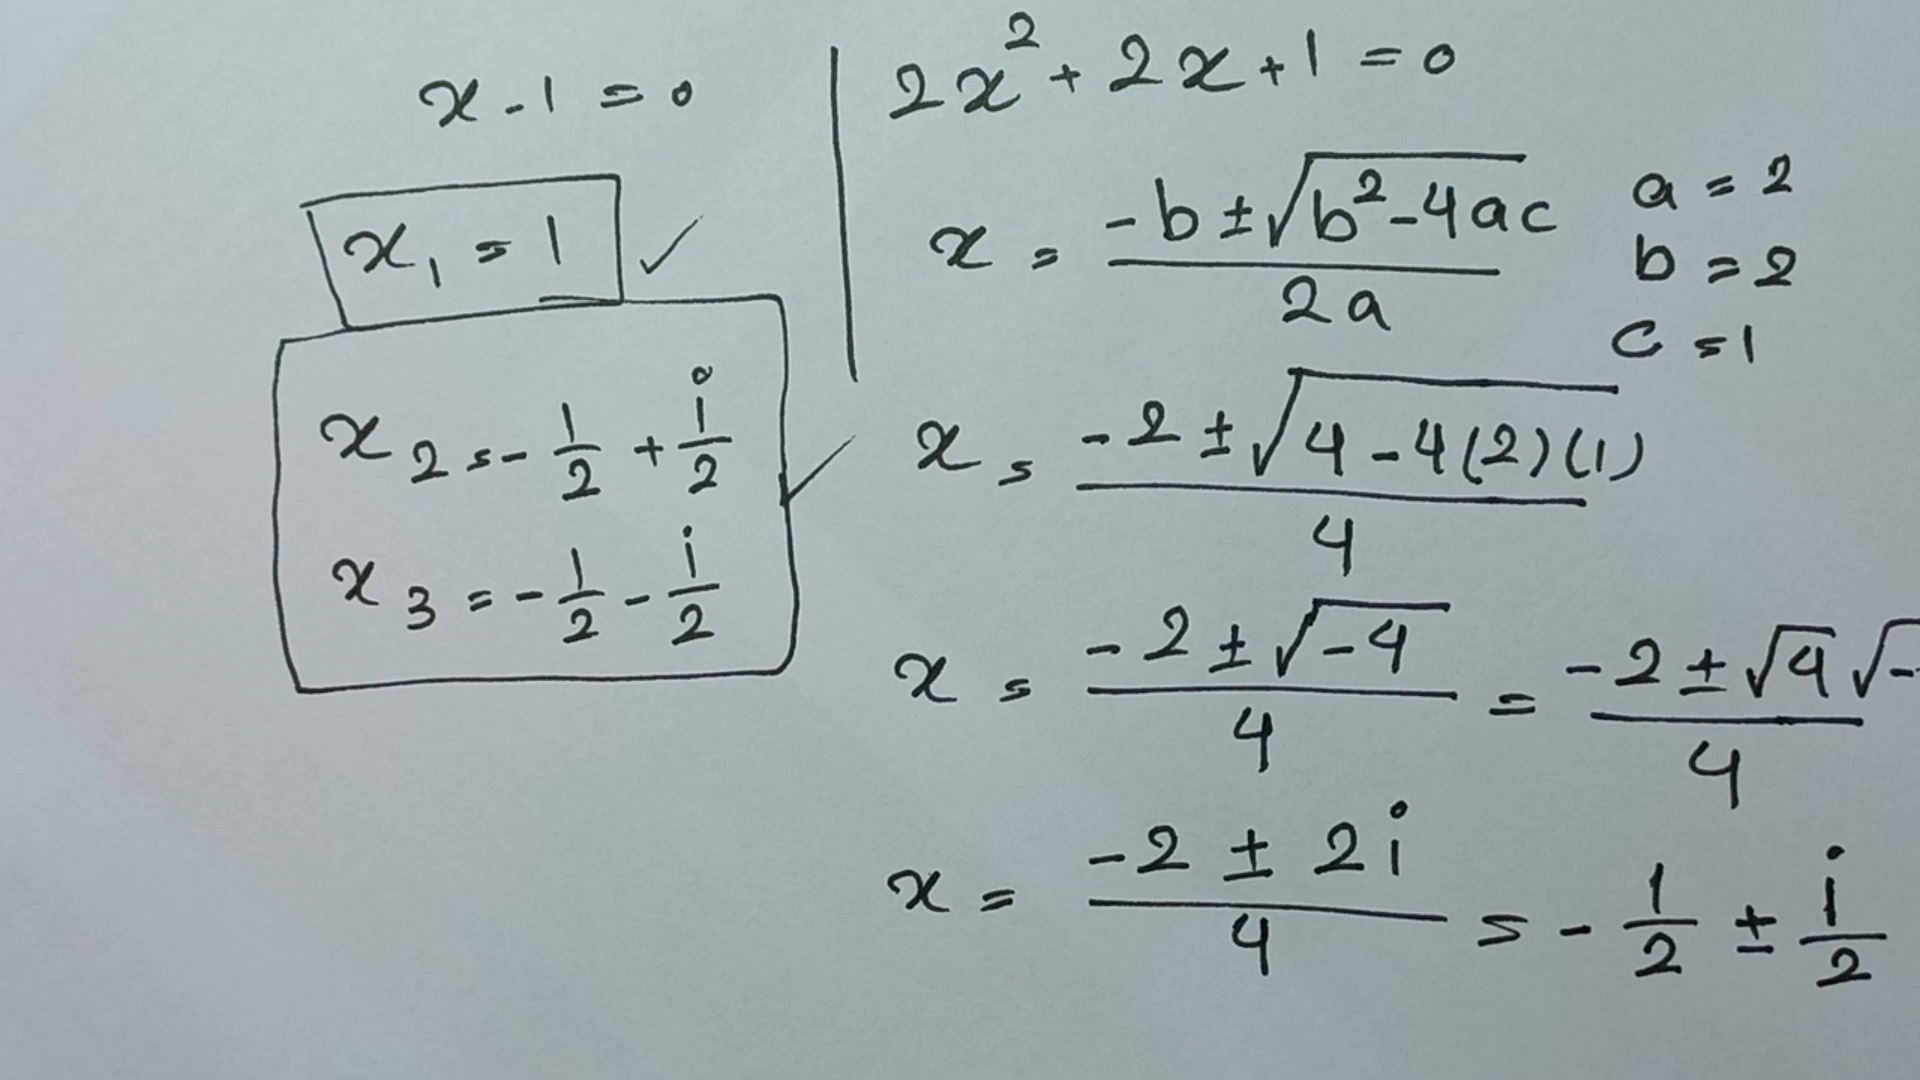 x - 1 = 0
x₁ = 1 ✓
x₂ = - 1/2 + i/2
x₃ = - 1/2 - i/2
2x² + 2x + 1 = 0
x = (-b ± √(b² - 4ac)) / 2a
a = 2
b = 2
c = 1
x = (-2 ± √(4 - 4(2)(1))) / 4
x = (-2 ± √-4) / 4 = (-2 ± √4 √-) / 4
x = (-2 ± 2i) / 4 = - 1/2 ± i/2